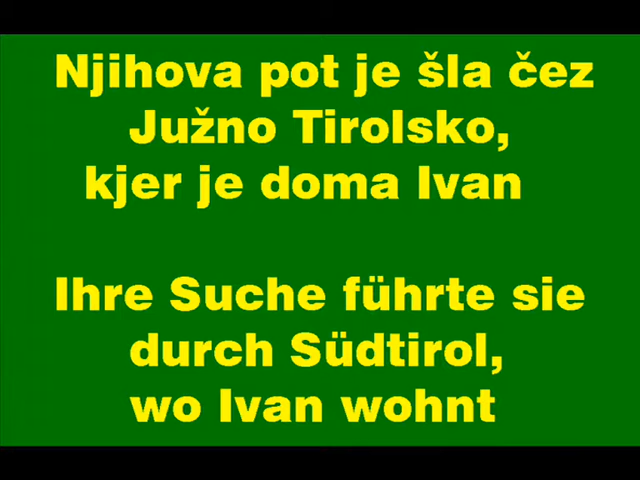 Njihova pot je šla čez
Južno Tirolsko,
kjer je doma Ivan
Ihre Suche führte sie
durch Südtirol,
wo Ivan wohnt